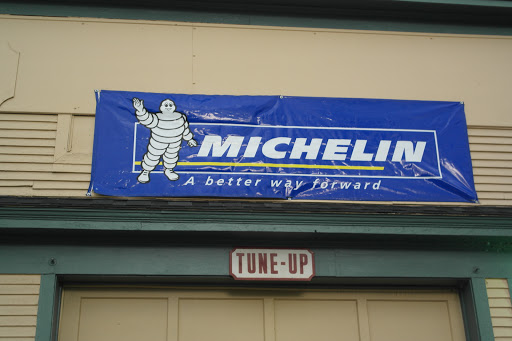 MICHELIN
A better way forward
TUNE-UP